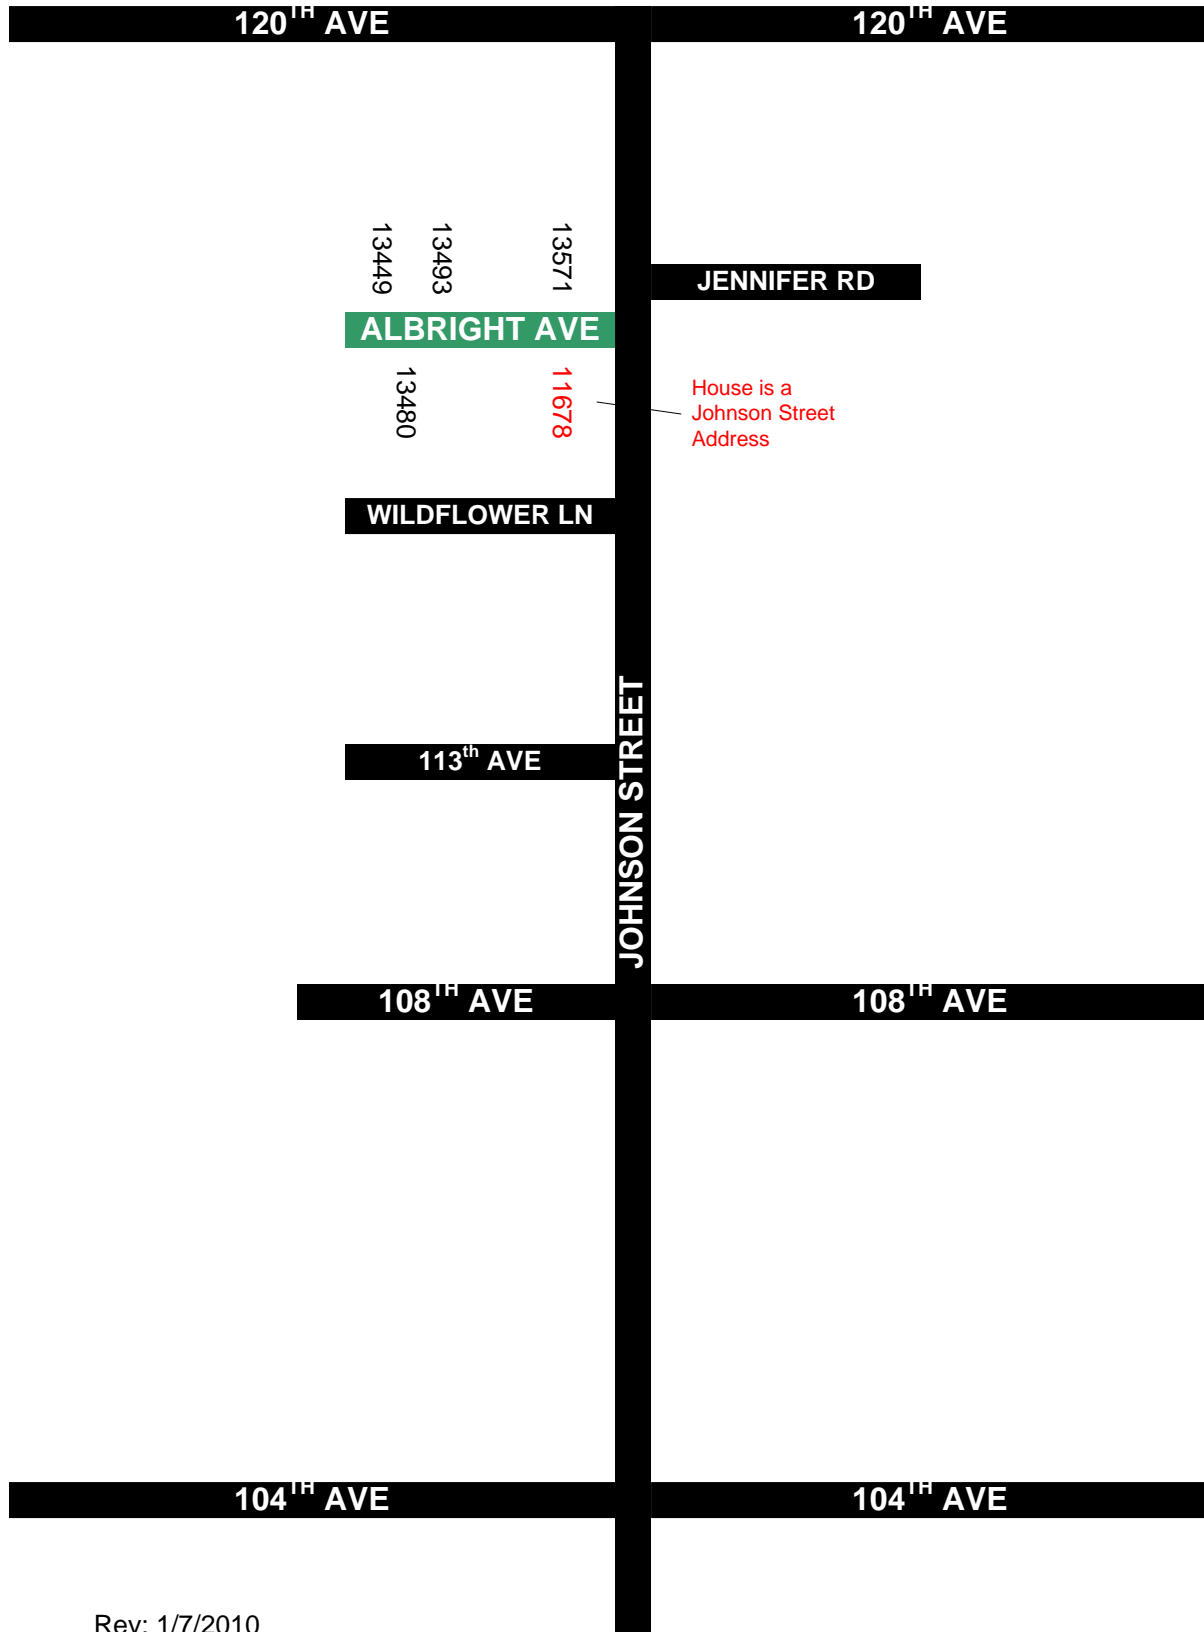 120TH AVE
120TH AVE
13449
13493
13571
JENNIFER RD
ALBRIGHT AVE
13480
11678
House is a
Johnson Street
Address
WILDFLOWER LN
113th AVE
JOHNSON STREET
108TH AVE
108TH AVE
104TH AVE
104TH AVE
Rev: 1/7/2010